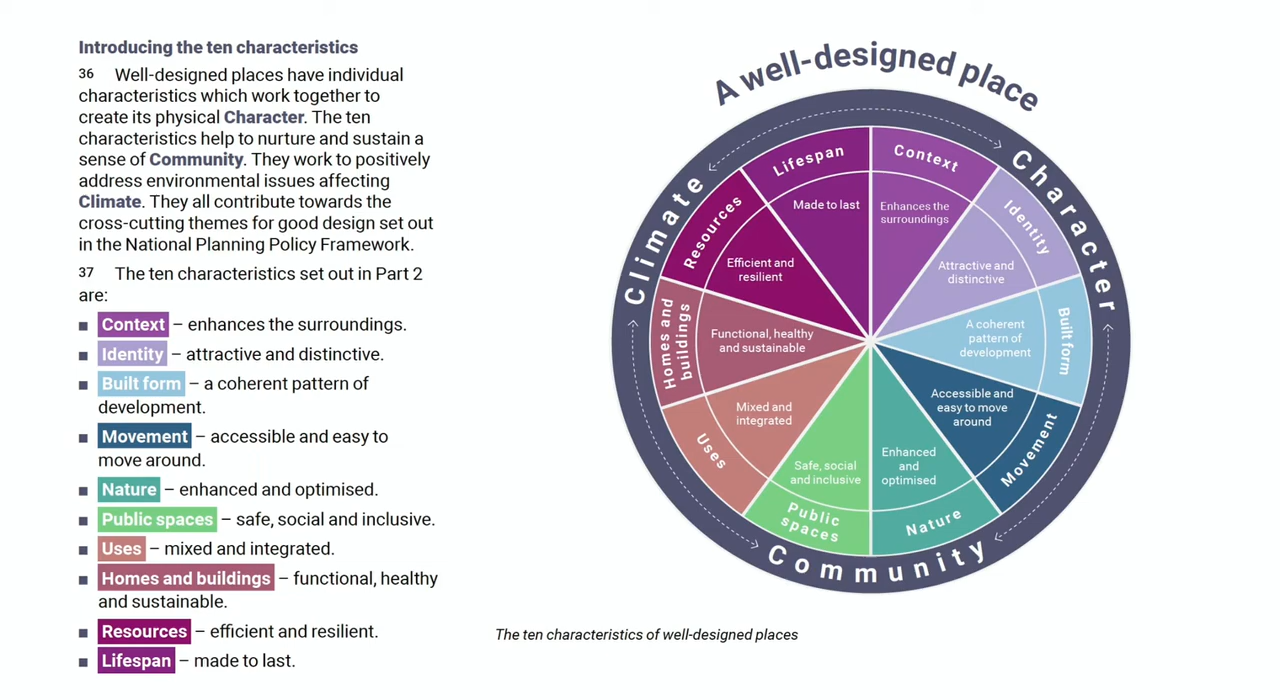 Introducing the ten characteristics
36 Well-designed places have individual
characteristics which work together to
create its physical Character. The ten
characteristics help to nurture and sustain a
sense of Community. They work to positively
address environmental issues affecting
Climate. They all contribute towards the
cross-cutting themes for good design set out
in the National Planning Policy Framework.
37 The ten characteristics set out in Part 2
are:
Context – enhances the surroundings.
Identity – attractive and distinctive.
Built form – a coherent pattern of
development.
Movement – accessible and easy to
move around.
Nature – enhanced and optimised.
Public spaces – safe, social and inclusive.
Uses – mixed and integrated.
Homes and buildings – functional, healthy
and sustainable.
Resources – efficient and resilient.
Lifespan – made to last.
A well-designed place
Climate
Character
Community
Context
Enhances the
surroundings
Identity
Attractive and
distinctive
Built form
A coherent
pattern of
development
Movement
Accessible and
easy to move
around
Nature
Enhanced
and
optimised
Public
spaces
Safe, social
and inclusive
Uses
Mixed and
integrated
Homes and
buildings
Functional, healthy
and sustainable
Resources
Efficient and
resilient
Lifespan
Made to last
The ten characteristics of well-designed places